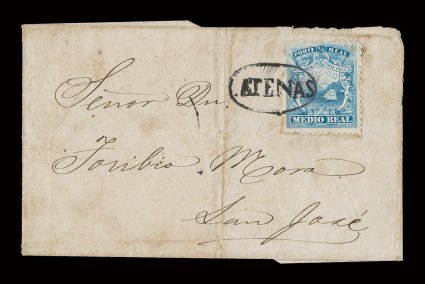 PORTE ½ REAL
ATENAS
MEDIO REAL
Señor Dn.
Toribio Mora
San José